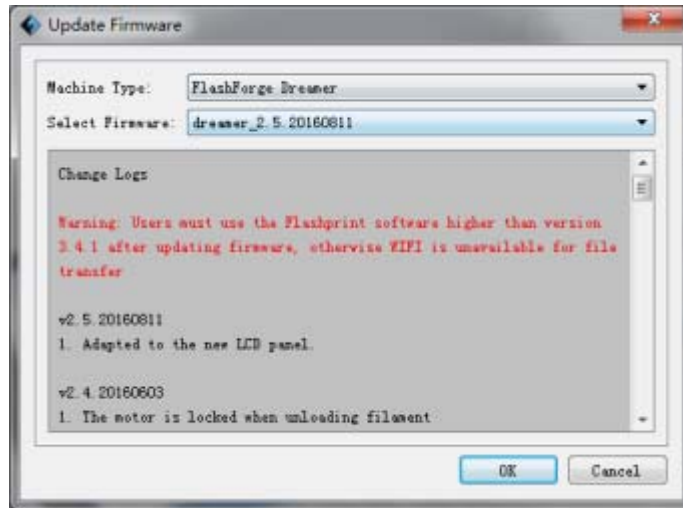 Update Firmware
Machine Type: FlashForge Dreamer
Select Firmware: dreamer_2.5.20160811
Change Logs
Warning: Users must use the Flashprint software higher than version
3.4.1 after updating firmware, otherwise WIFI is unavailable for file
transfer
v2.5.20160811
1. Adapted to the new LCD panel.
v2.4.20160603
1. The motor is locked when unloading filament
OK Cancel